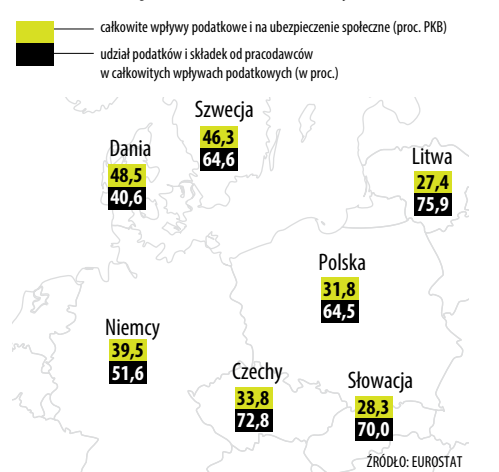 całkowite wpływy podatkowe i na ubezpieczenie społeczne (proc. PKB)
udział podatków i składek od pracodawców
w całkowitych wpływach podatkowych (w proc.)
Szwecja
46,3
64,6
Dania
48,5
40,6
Litwa
27,4
75,9
Polska
31,8
64,5
Niemcy
39,5
51,6
Czechy
33,8
72,8
Słowacja
28,3
70,0
ŹRÓDŁO: EUROSTAT